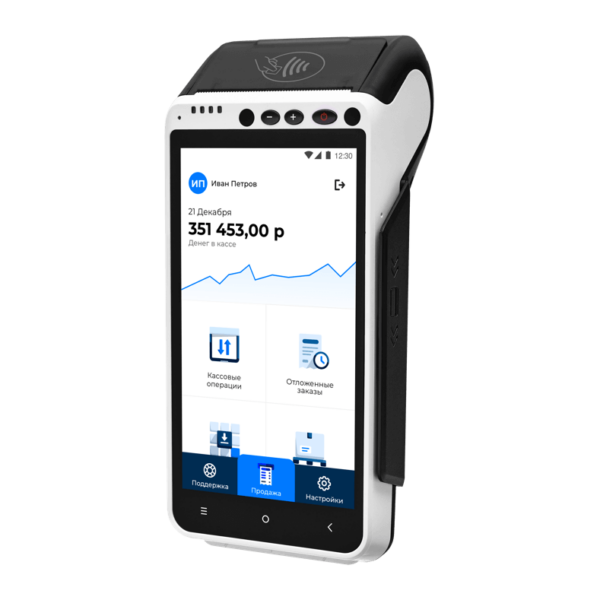 12:30
ИП Иван Петров
21 Декабря
351 453,00 р
Денег в кассе
Кассовые
операции
Отложенные
заказы
Поддержка
Продажа
Настройки